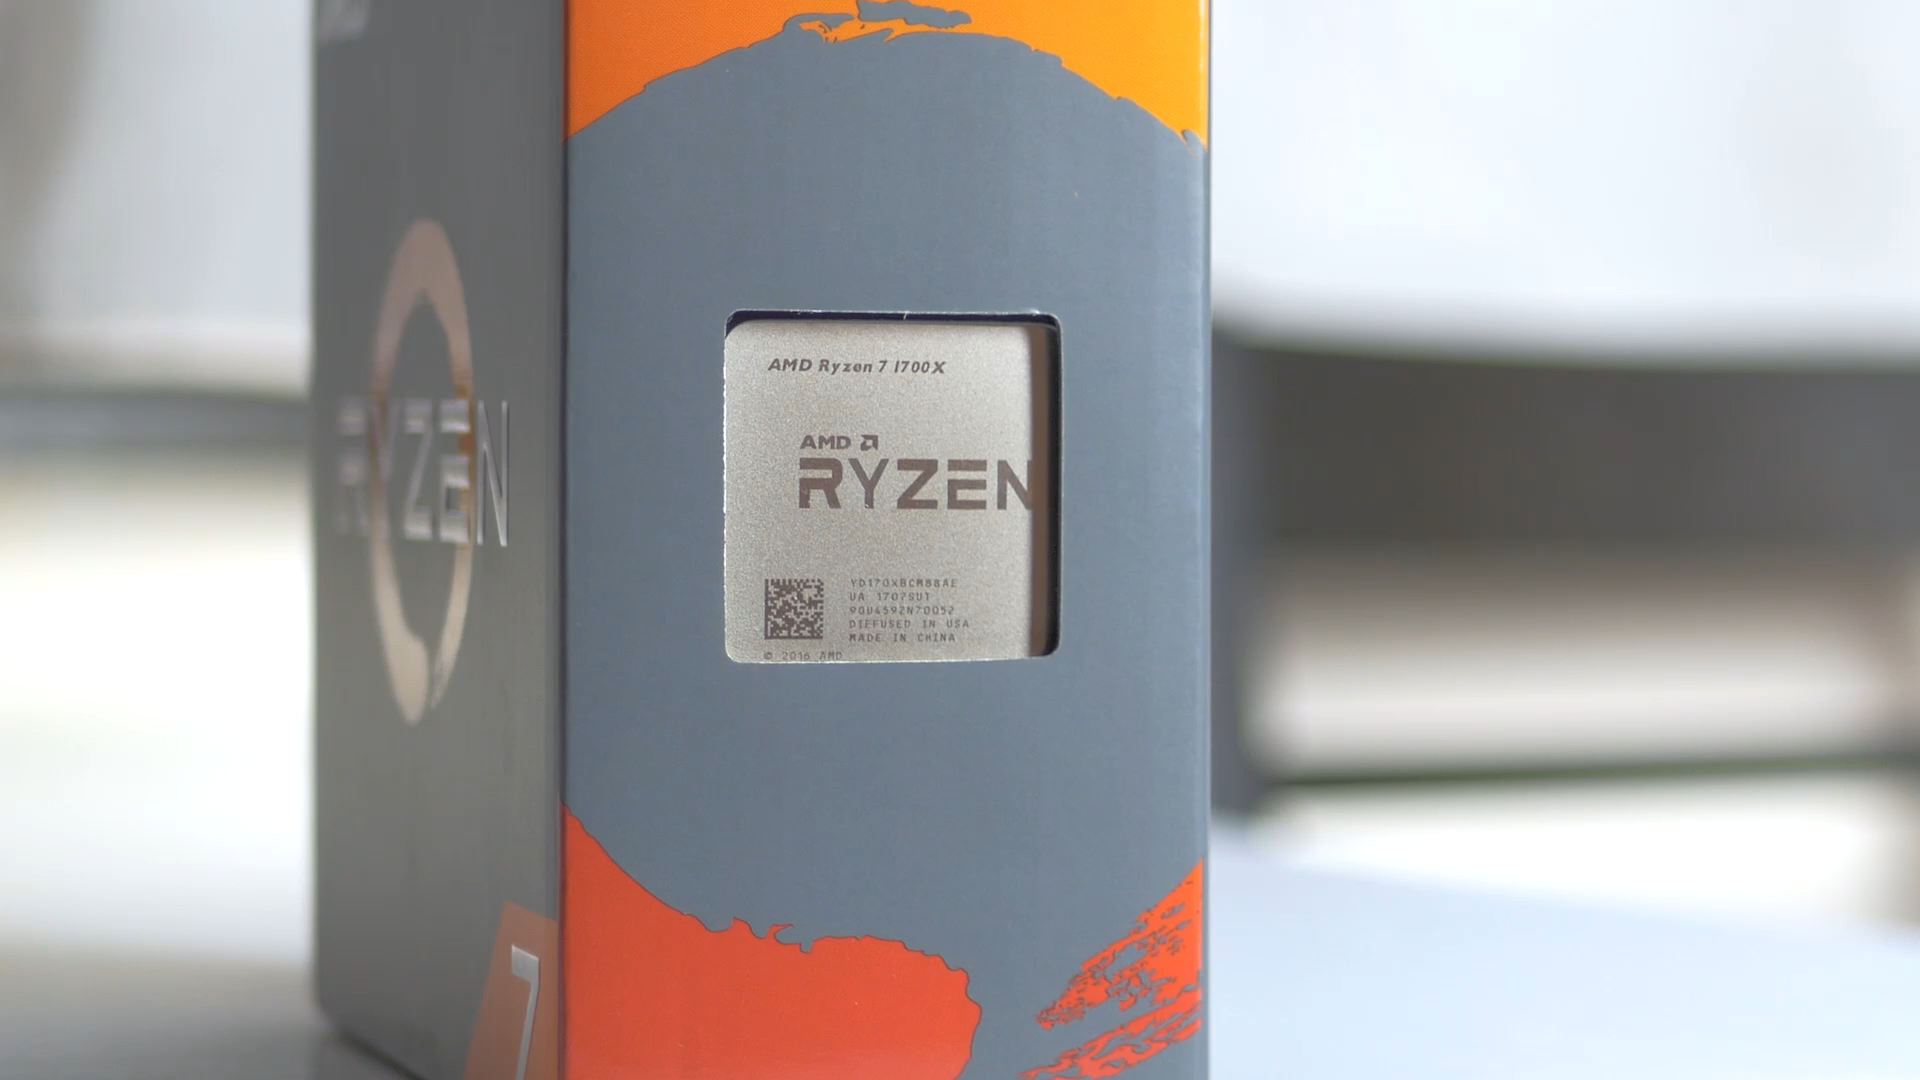 RYZEN
7
AMD Ryzen 7 1700X
AMD
RYZEN
YD170XBCM88AE
UA 1707SUT
9QU4592N70052
DIFFUSED IN USA
MADE IN CHINA
© 2016 AMD